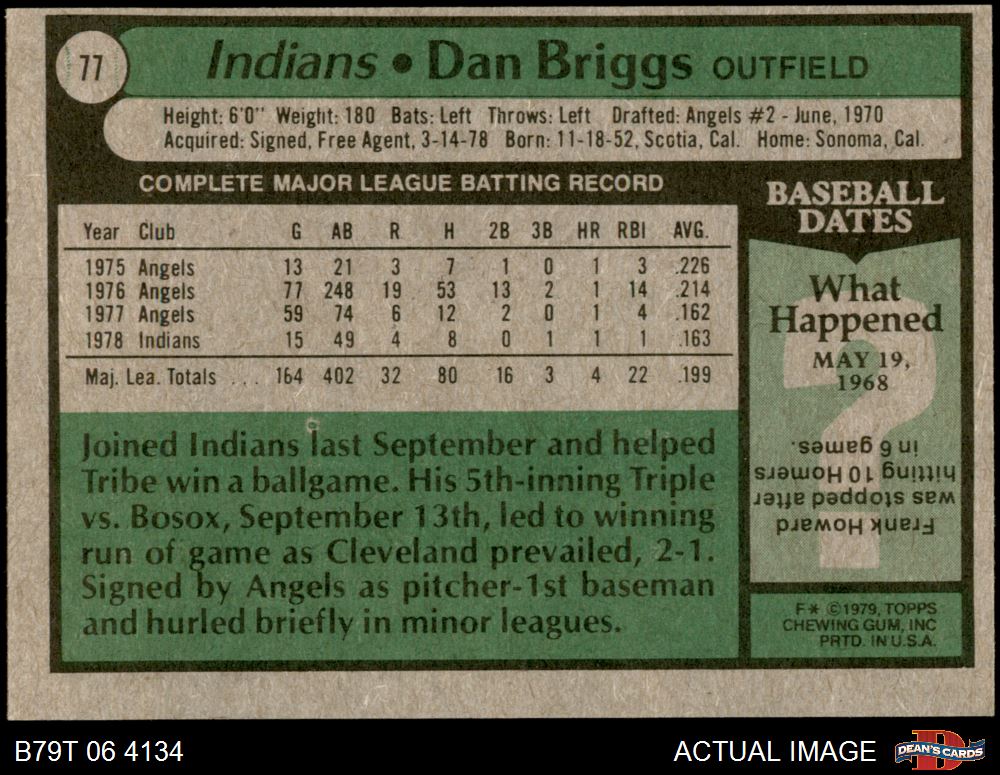 77
Indians • Dan Briggs OUTFIELD
Height: 6'0" Weight: 180 Bats: Left Throws: Left Drafted: Angels #2 - June, 1970
Acquired: Signed, Free Agent, 3-14-78 Born: 11-18-52, Scotia, Cal. Home: Sonoma, Cal.
COMPLETE MAJOR LEAGUE BATTING RECORD
Year Club G AB R H 2B 3B HR RBI AVG.
1975 Angels 13 21 3 7 1 0 1 3 .226
1976 Angels 77 248 19 53 13 2 1 14 .214
1977 Angels 59 74 6 12 2 0 1 4 .162
1978 Indians 15 49 4 8 0 1 1 1 .163
Maj. Lea. Totals ... 164 402 32 80 16 3 4 22 .199
Joined Indians last September and helped
Tribe win a ballgame. His 5th-inning Triple
vs. Bosox, September 13th, led to winning
run of game as Cleveland prevailed, 2-1.
Signed by Angels as pitcher-1st baseman
and hurled briefly in minor leagues.
BASEBALL
DATES
What
Happened
MAY 19,
1968
?
Frank Howard
was stopped after
hitting 10 Homers
in 6 games.
F* ©1979, TOPPS
CHEWING GUM, INC
PRTD. IN U.S.A.
B79T 06 4134
ACTUAL IMAGE
B
DEAN'S CARDS